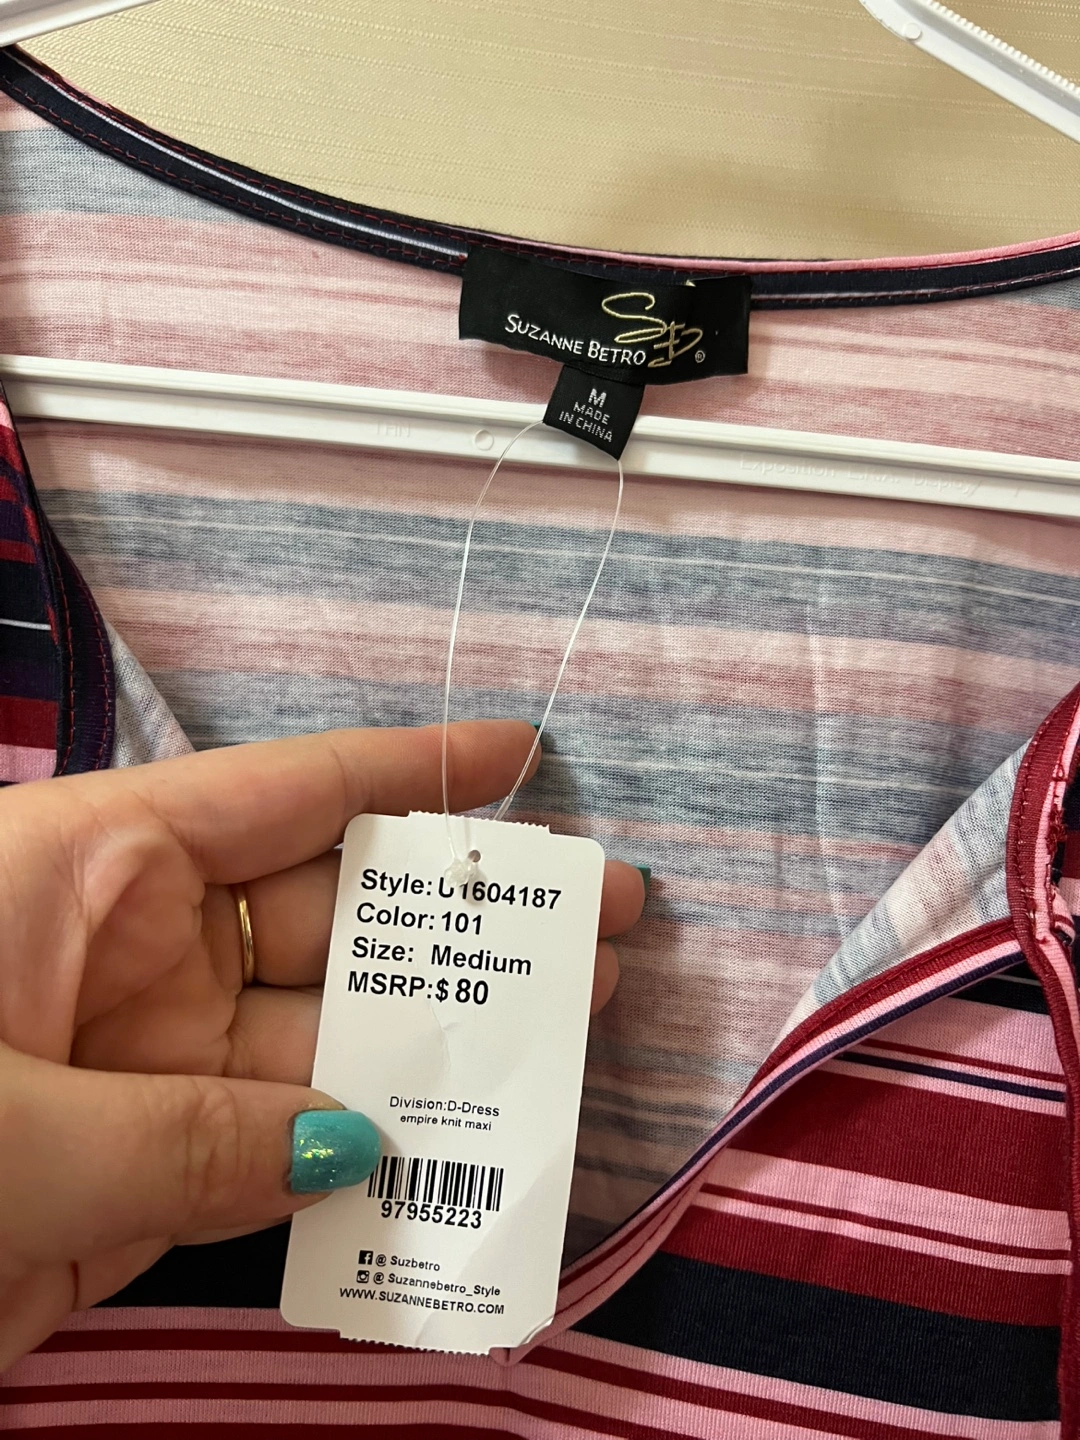 SUZANNE BETRO
SB®
M
MADE
IN CHINA
Style: U1604187
Color: 101
Size: Medium
MSRP: $80
Division:D-Dress
empire knit maxi
97955223
@ Suzbetro
@ Suzannebetro_Style
WWW.SUZANNEBETRO.COM